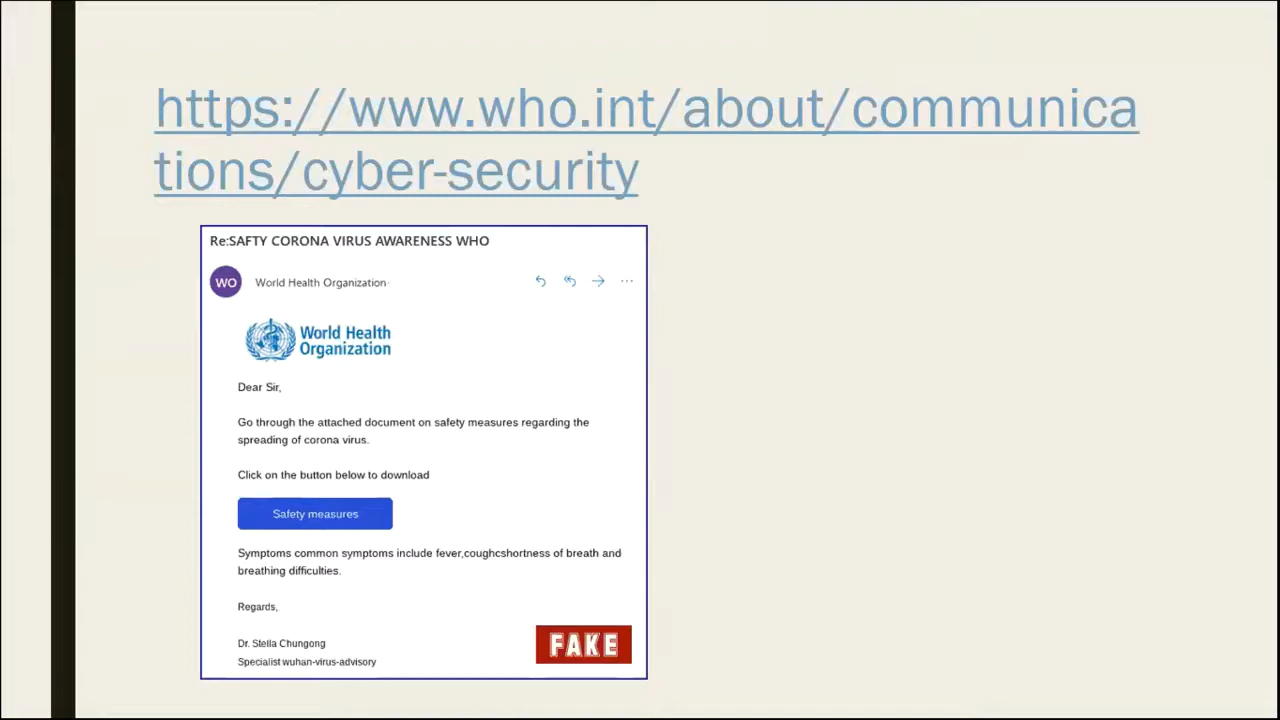 https://www.who.int/about/communica
tions/cyber-security
Re:SAFTY CORONA VIRUS AWARENESS WHO
WO
World Health Organization
World Health
Organization
Dear Sir,
Go through the attached document on safety measures regarding the
spreading of corona virus.
Click on the button below to download
Safety measures
Symptoms common symptoms include fever,coughcshortness of breath and
breathing difficulties.
Regards,
Dr. Stella Chungong
Specialist wuhan-virus-advisory
FAKE